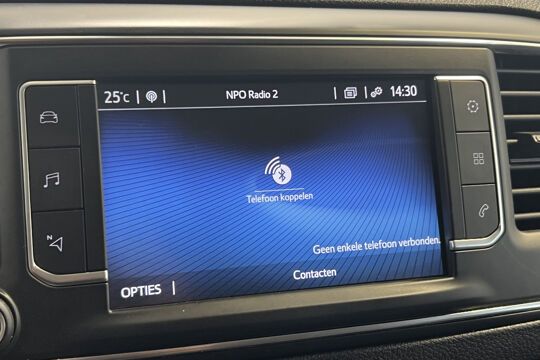 25°c
NPO Radio 2
14:30
Telefoon koppelen
Geen enkele telefoon verbonden.
Contacten
OPTIES
N